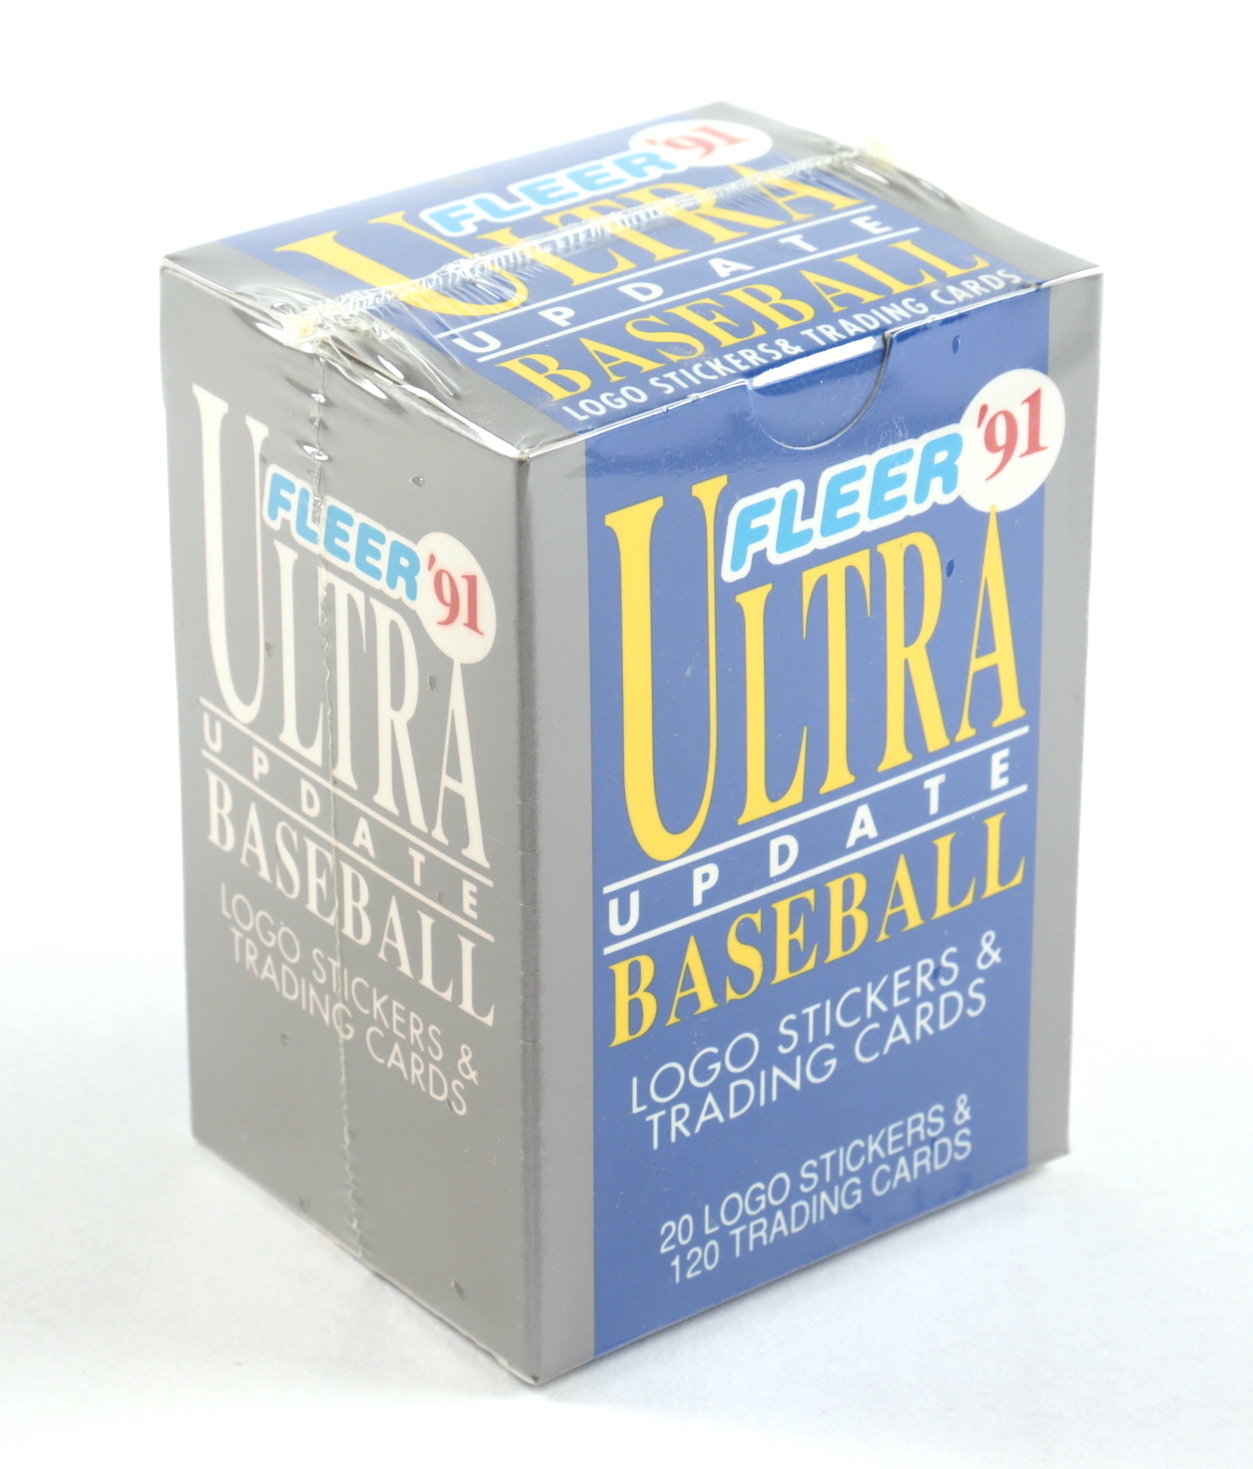 FLEER '91
ULTRA
UPDATE
BASEBALL
LOGO STICKERS & TRADING CARDS
FLEER '91
ULTRA
UPDATE
BASEBALL
LOGO STICKERS &
TRADING CARDS
FLEER '91
ULTRA
UPDATE
BASEBALL
LOGO STICKERS &
TRADING CARDS
20 LOGO STICKERS &
120 TRADING CARDS